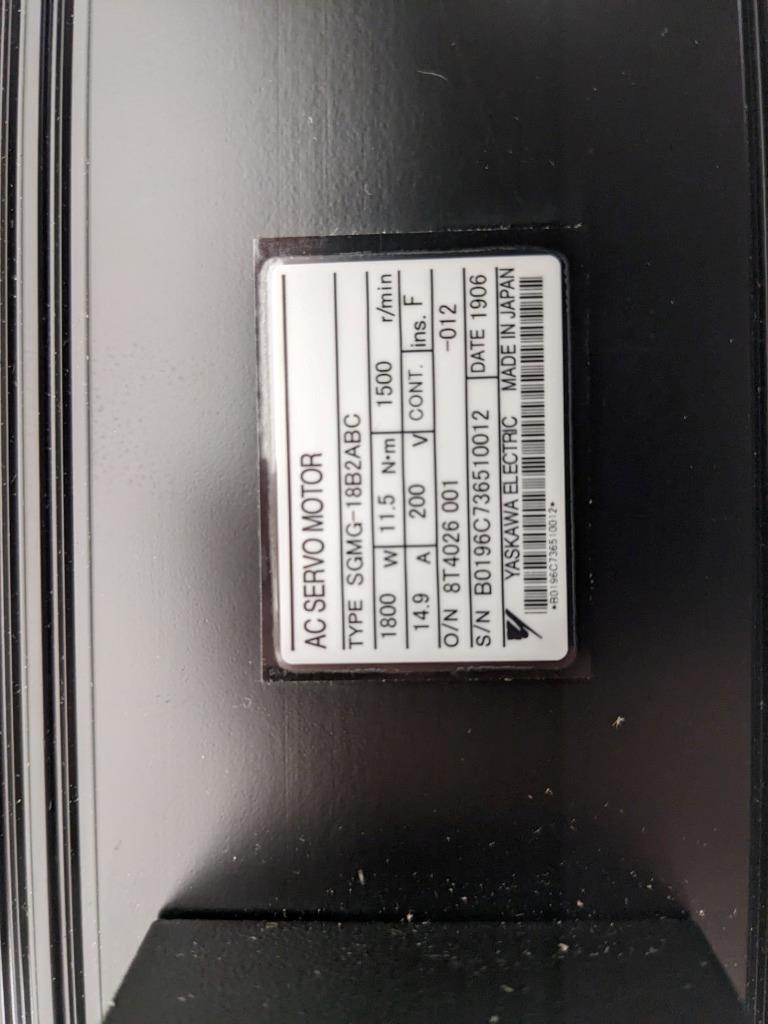 AC SERVO MOTOR
TYPE SGMG-18B2ABC
1800 W 11.5 N·m 1500 r/min
14.9 A 200 V CONT. ins. F
O/N 8T4026 001 -012
S/N B0196C736510012 DATE 1906
YASKAWA ELECTRIC MADE IN JAPAN
*B0196C736510012*